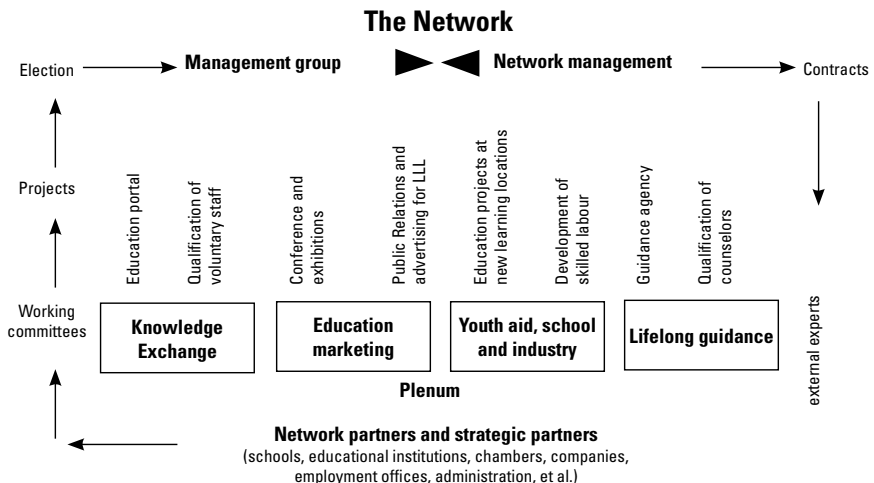 The Network
Election
Management group
Network management
Contracts
Projects
Education portal
Qualification of
voluntary staff
Conference and
exhibitions
Public Relations and
advertising for LLL
Education projects at
new learning locations
Development of
skilled labour
Guidance agency
Qualification of
counselors
Working
committees
Knowledge
Exchange
Education
marketing
Youth aid, school
and industry
Lifelong guidance
external experts
Plenum
Network partners and strategic partners
(schools, educational institutions, chambers, companies,
employment offices, administration, et al.)